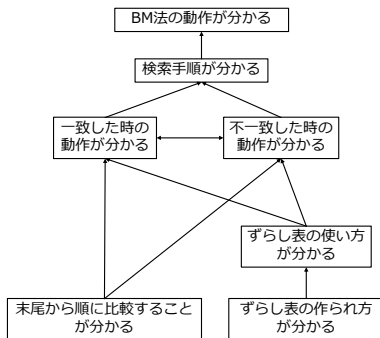 BM法の動作が分かる
検索手順が分かる
一致した時の
動作が分かる
不一致した時の
動作が分かる
ずらし表の使い方
が分かる
末尾から順に比較すること
が分かる
ずらし表の作られ方
が分かる